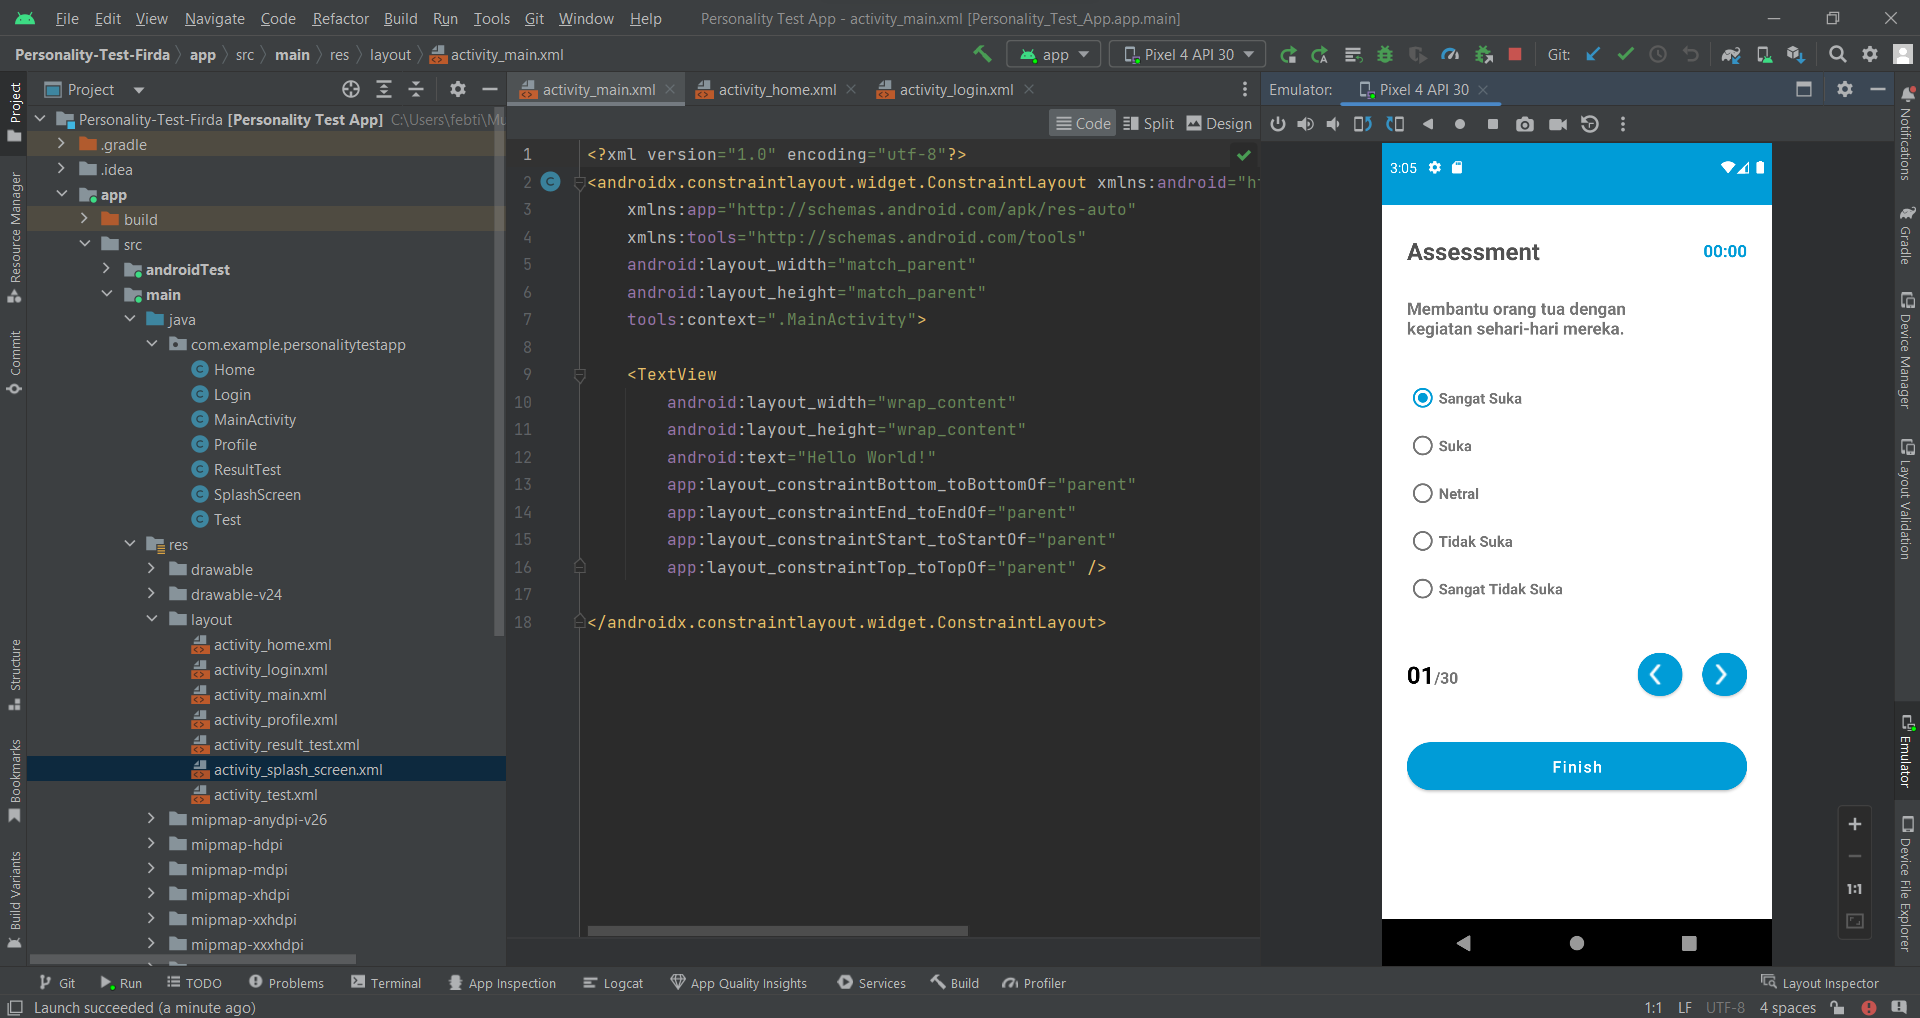 File Edit View Navigate Code Refactor Build Run Tools Git Window Help Personality Test App - activity_main.xml [Personality_Test_App.app.main]
Personality-Test-Firda app src main res layout activity_main.xml app Pixel 4 API 30 Git:
Project activity_main.xml activity_home.xml activity_login.xml Emulator: Pixel 4 API 30
Code Split Design
Project
Resource Manager
Commit
Structure
Bookmarks
Build Variants
Personality-Test-Firda [Personality Test App] C:\Users\febti\Mu
.gradle
.idea
app
build
src
androidTest
main
java
com.example.personalitytestapp
Home
Login
MainActivity
Profile
ResultTest
SplashScreen
Test
res
drawable
drawable-v24
layout
activity_home.xml
activity_login.xml
activity_main.xml
activity_profile.xml
activity_result_test.xml
activity_splash_screen.xml
activity_test.xml
mipmap-anydpi-v26
mipmap-hdpi
mipmap-mdpi
mipmap-xhdpi
mipmap-xxhdpi
mipmap-xxxhdpi
1 <?xml version="1.0" encoding="utf-8"?>
2 <androidx.constraintlayout.widget.ConstraintLayout xmlns:android="ht
3 xmlns:app="http://schemas.android.com/apk/res-auto"
4 xmlns:tools="http://schemas.android.com/tools"
5 android:layout_width="match_parent"
6 android:layout_height="match_parent"
7 tools:context=".MainActivity">
8
9 <TextView
10 android:layout_width="wrap_content"
11 android:layout_height="wrap_content"
12 android:text="Hello World!"
13 app:layout_constraintBottom_toBottomOf="parent"
14 app:layout_constraintEnd_toEndOf="parent"
15 app:layout_constraintStart_toStartOf="parent"
16 app:layout_constraintTop_toTopOf="parent" />
17
18 </androidx.constraintlayout.widget.ConstraintLayout>
3:05
Assessment 00:00
Membantu orang tua dengan
kegiatan sehari-hari mereka.
Sangat Suka
Suka
Netral
Tidak Suka
Sangat Tidak Suka
01/30
Finish
1:1
Notifications
Gradle
Device Manager
Layout Validation
Emulator
Device File Explorer
Git Run TODO Problems Terminal App Inspection Logcat App Quality Insights Services Build Profiler Layout Inspector
Launch succeeded (a minute ago) 1:1 LF UTF-8 4 spaces